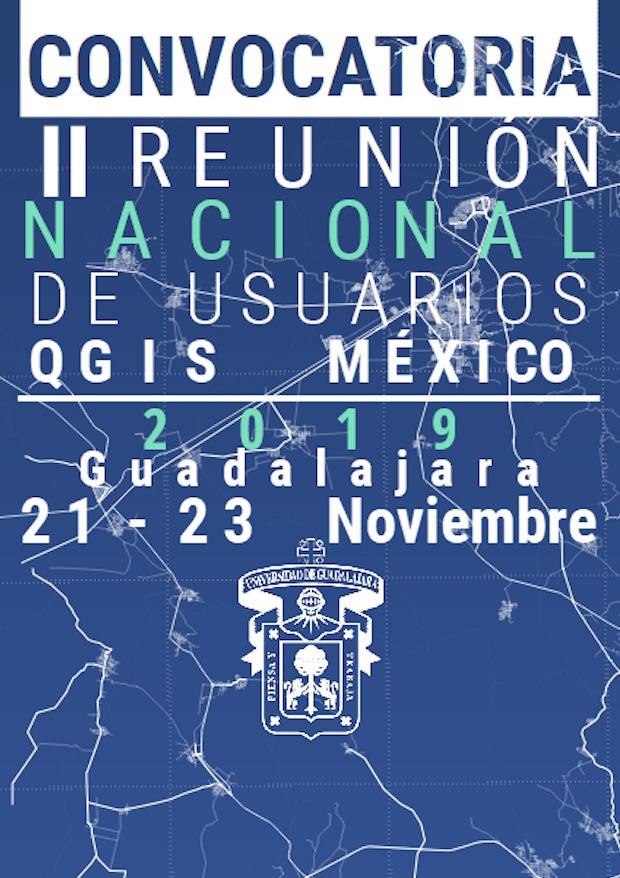 CONVOCATORIA
II REUNIÓN
NACIONAL
DE USUARIOS
QGIS MÉXICO
2019
Guadalajara
21-23 Noviembre
UNIVERSIDAD DE GUADALAJARA
PIENSA Y
TRABAJA